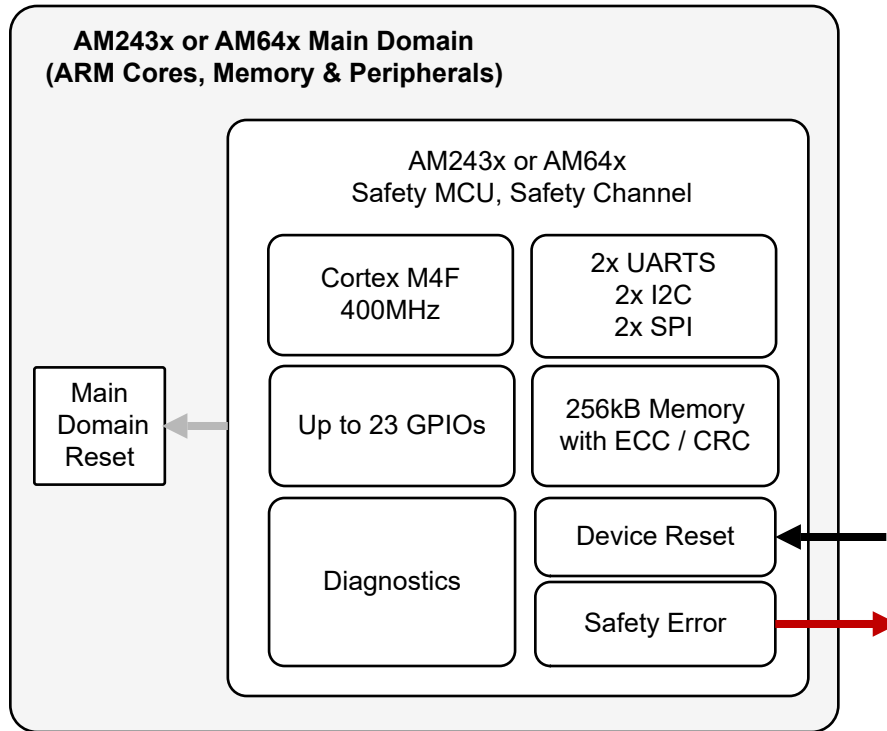 AM243x or AM64x Main Domain
(ARM Cores, Memory & Peripherals)
AM243x or AM64x
Safety MCU, Safety Channel
Cortex M4F
400MHz
2x UARTS
2x I2C
2x SPI
Main
Domain
Reset
Up to 23 GPIOs
256kB Memory
with ECC / CRC
Diagnostics
Device Reset
Safety Error